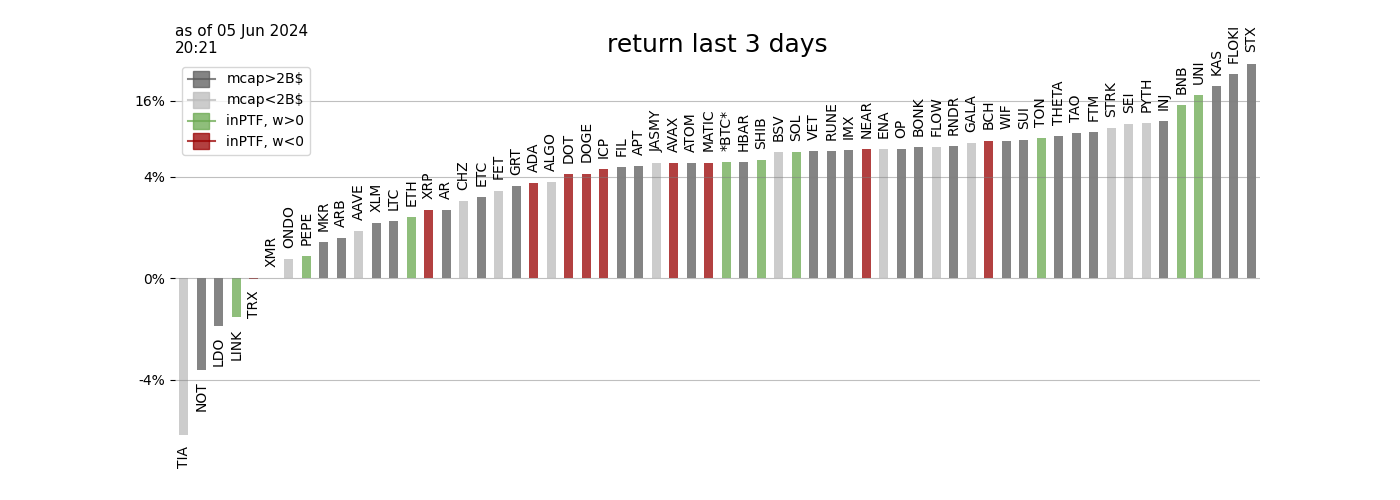 as of 05 Jun 2024
20:21
return last 3 days
mcap>2B$
mcap<2B$
inPTF, w>0
inPTF, w<0
16%
4%
0%
-4%
TIA
NOT
LDO
LINK
TRX
XMR
ONDO
PEPE
MKR
ARB
AAVE
XLM
LTC
ETH
XRP
AR
CHZ
ETC
FET
GRT
ADA
ALGO
DOT
DOGE
ICP
FIL
APT
JASMY
AVAX
ATOM
MATIC
*BTC*
HBAR
SHIB
BSV
SOL
VET
RUNE
IMX
NEAR
ENA
OP
BONK
FLOW
RNDR
GALA
BCH
WIF
SUI
TON
THETA
TAO
FTM
STRK
SEI
PYTH
INJ
BNB
UNI
KAS
FLOKI
STX